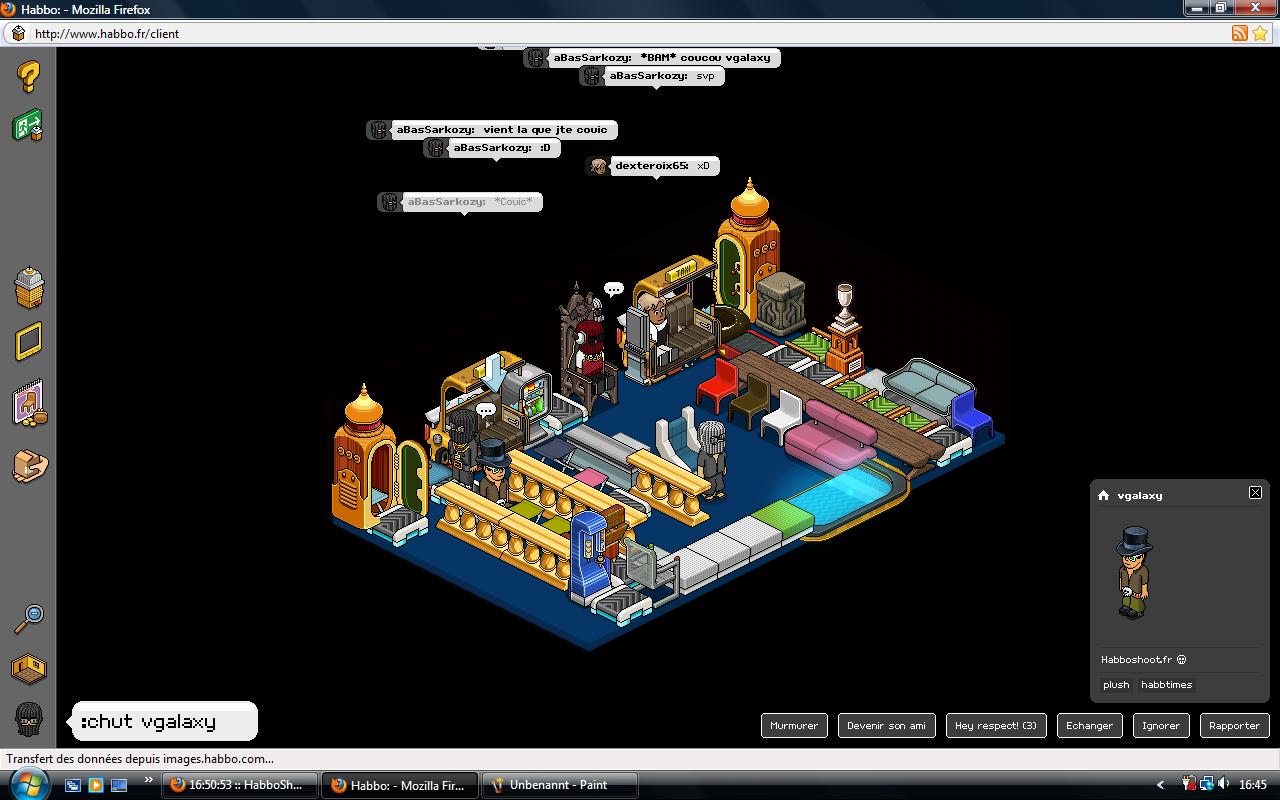 Habbo: - Mozilla Firefox
http://www.habbo.fr/client
aBasSarkozy: *BAM* coucou vgalaxy
aBasSarkozy: svp
aBasSarkozy: vient la que jte couic
aBasSarkozy: :D
dexteroix65: xD
aBasSarkozy: *Couic*
TAXI
vgalaxy
Habboshoot.fr
plush habbtimes
:chut vgalaxy
Murmurer Devenir son ami Hey respect! (3) Echanger Ignorer Rapporter
Transfert des données depuis images.habbo.com...
16:50:53 :: HabboSh... Habbo: - Mozilla Fir... Unbenannt - Paint 16:45